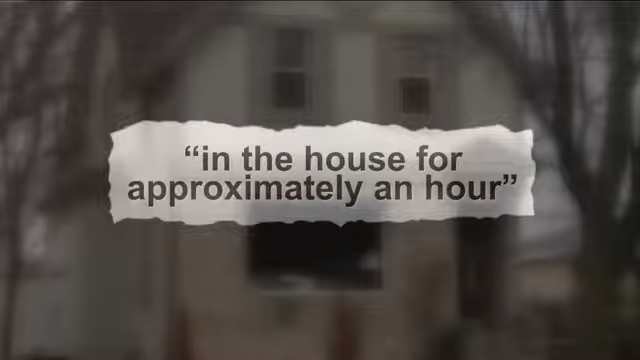 “in the house for
approximately an hour”